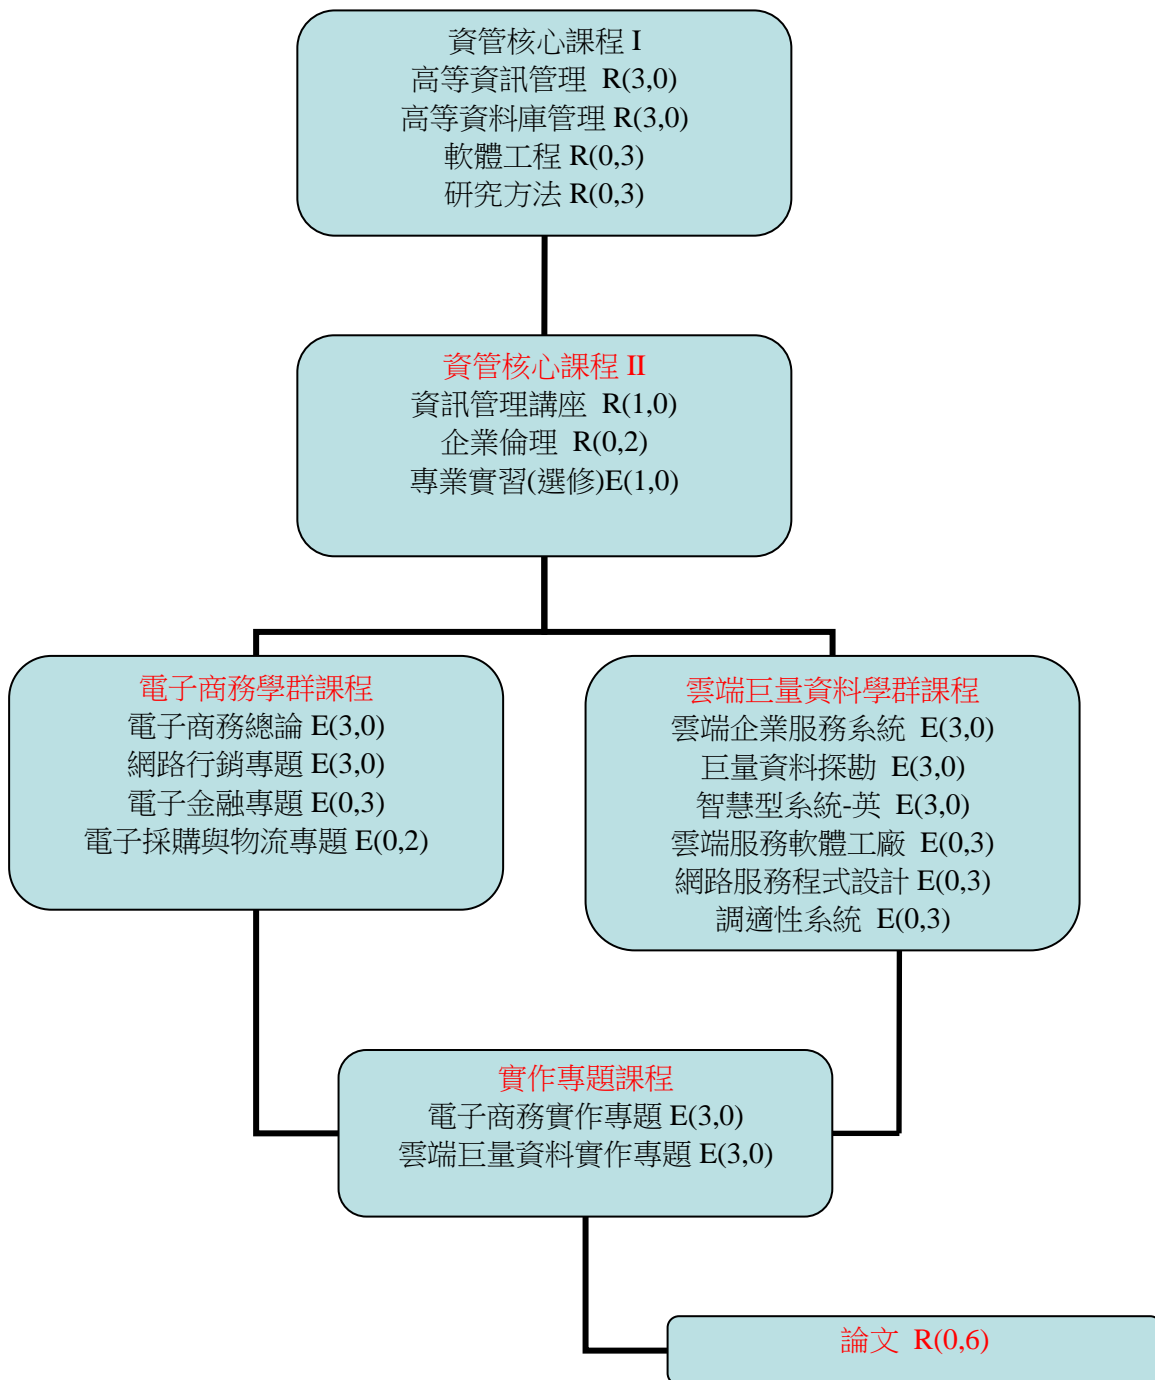 資管核心課程 I
高等資訊管理 R(3,0)
高等資料庫管理 R(3,0)
軟體工程 R(0,3)
研究方法 R(0,3)
資管核心課程 II
資訊管理講座 R(1,0)
企業倫理 R(0,2)
專業實習(選修)E(1,0)
電子商務學群課程
電子商務總論 E(3,0)
網路行銷專題 E(3,0)
電子金融專題 E(0,3)
電子採購與物流專題 E(0,2)
雲端巨量資料學群課程
雲端企業服務系統 E(3,0)
巨量資料探勘 E(3,0)
智慧型系統-英 E(3,0)
雲端服務軟體工廠 E(0,3)
網路服務程式設計 E(0,3)
調適性系統 E(0,3)
實作專題課程
電子商務實作專題 E(3,0)
雲端巨量資料實作專題 E(3,0)
論文 R(0,6)